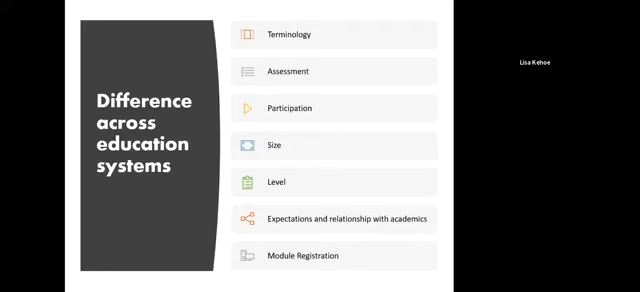 Difference
across
education
systems
Terminology
Assessment
Participation
Size
Level
Expectations and relationship with academics
Module Registration
Lisa Kehoe